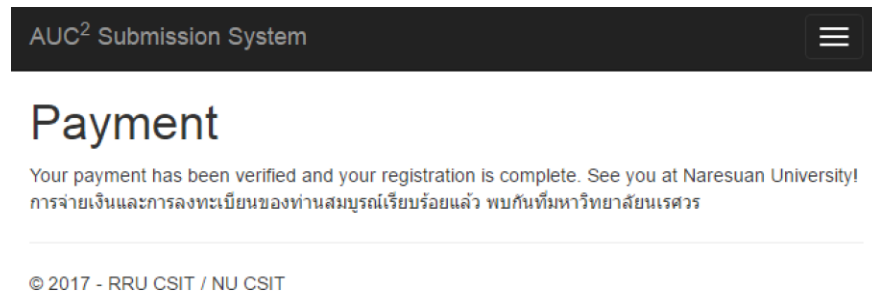 AUC² Submission System
Payment
Your payment has been verified and your registration is complete. See you at Naresuan University!
การจ่ายเงินและการลงทะเบียนของท่านสมบูรณ์เรียบร้อยแล้ว พบกันที่มหาวิทยาลัยนเรศวร
© 2017 - RRU CSIT / NU CSIT